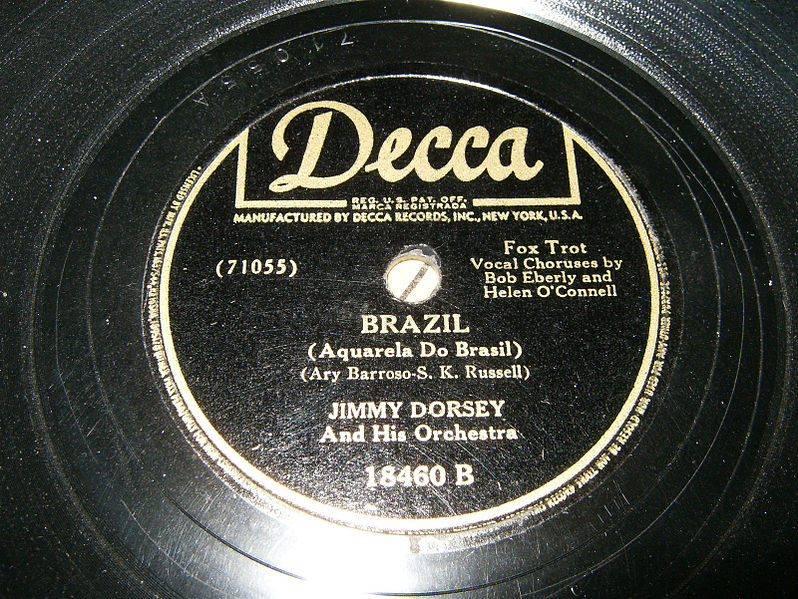 71055A
Decca
REG. U.S. PAT. OFF.
MARCA REGISTRADA
MANUFACTURED BY DECCA RECORDS, INC., NEW YORK, U.S.A.
(71055)
Fox Trot
Vocal Choruses by
Bob Eberly and
Helen O'Connell
BRAZIL
(Aquarela Do Brasil)
(Ary Barroso-S. K. Russell)
JIMMY DORSEY
And His Orchestra
18460 B